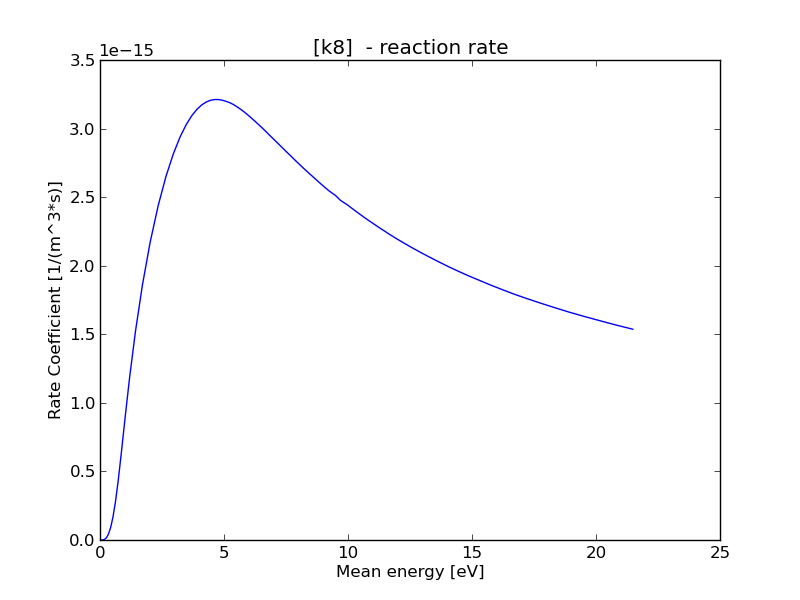 [k8]  - reaction rate
1e−15
3.5
3.0
2.5
2.0
1.5
1.0
0.5
0.0
Rate Coefficient [1/(m^3*s)]
0 5 10 15 20 25
Mean energy [eV]